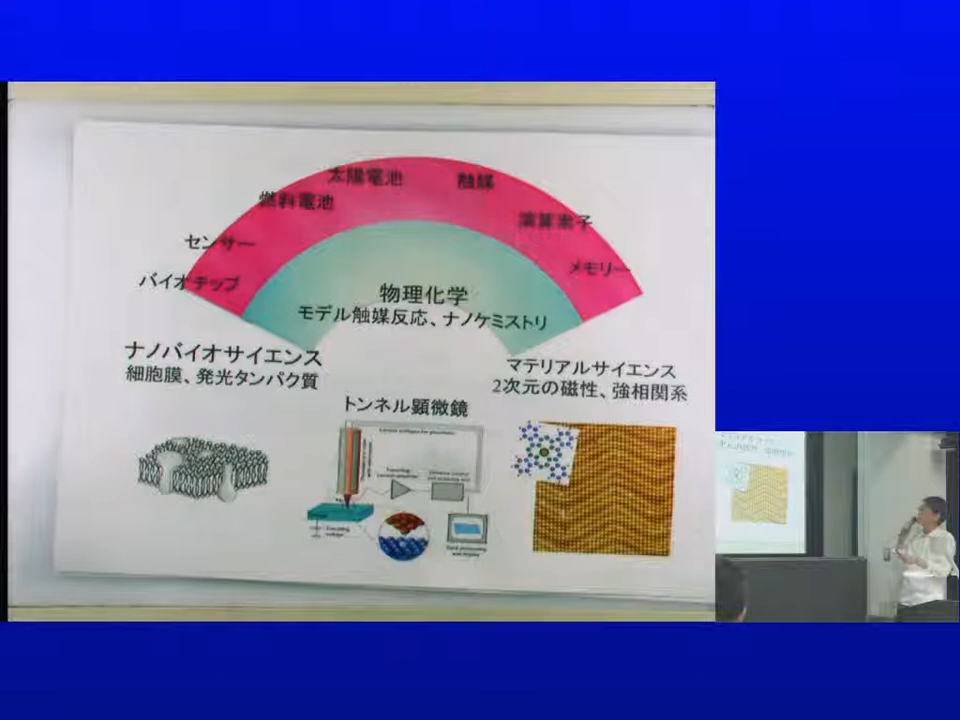 太陽電池
触媒
燃料電池
演算素子
センサー
メモリー
バイオチップ
物理化学
モデル触媒反応、ナノケミストリ
ナノバイオサイエンス
細胞膜、発光タンパク質
マテリアルサイエンス
2次元の磁性、強相関係
トンネル顕微鏡